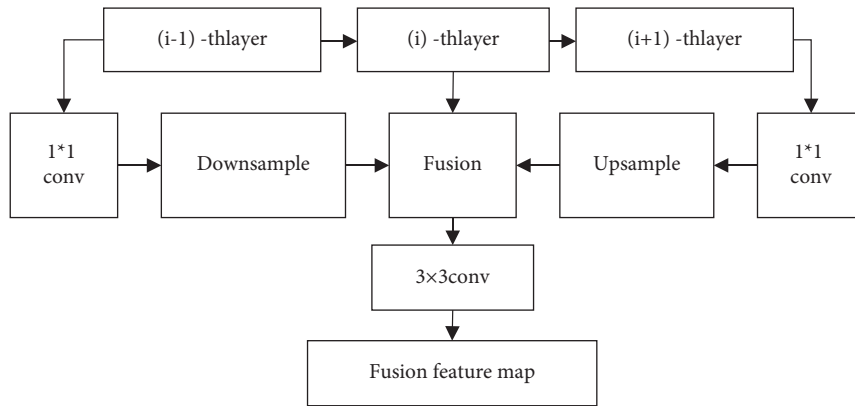 (i-1) -thlayer
(i) -thlayer
(i+1) -thlayer
1*1
conv
Downsample
Fusion
Upsample
1*1
conv
3×3conv
Fusion feature map